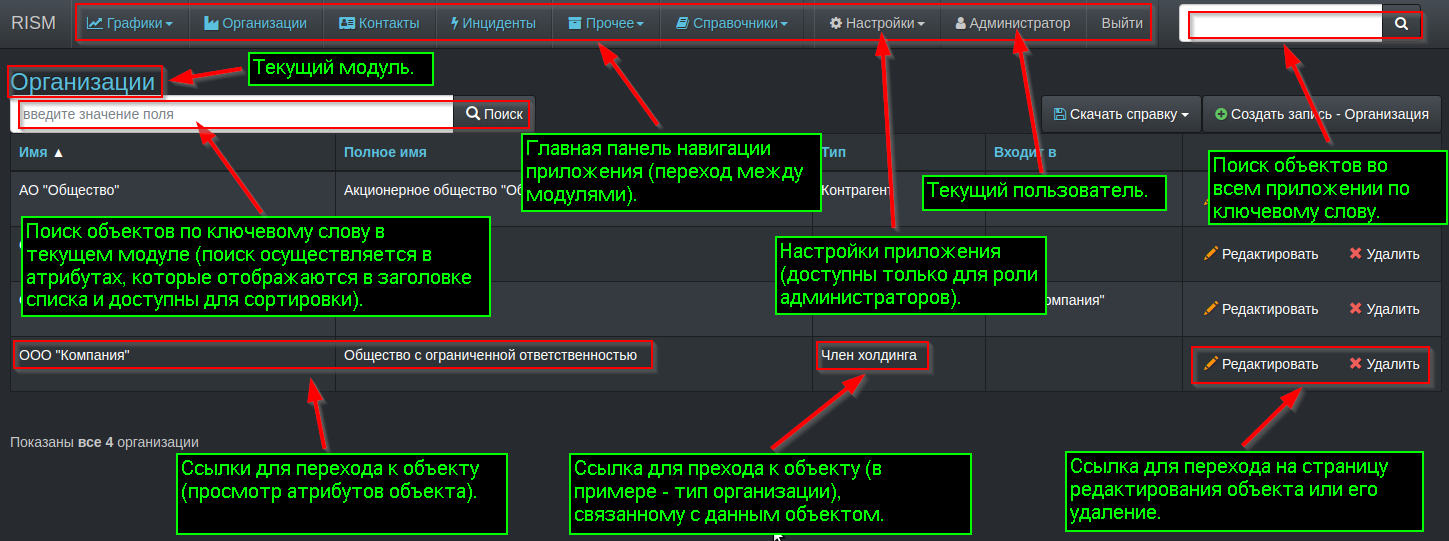 RISM Графики Организации Контакты Инциденты Прочее Справочники Настройки Администратор Выйти
Текущий модуль.
Организации
введите значение поля Поиск
Скачать справку Создать запись - Организация
Имя ▲ Полное имя Тип Входит в
АО "Общество" Акционерное общество "Об Контрагент
Главная панель навигации
приложения (переход между
модулями).
Текущий пользователь.
Поиск объектов во
всем приложении по
ключевому слову.
Поиск объектов по ключевому слову в
текущем модуле (поиск осуществляется в
атрибутах, которые отображаются в заголовке
списка и доступны для сортировки).
Настройки приложения
(доступны только для роли
администраторов).
Редактировать Удалить
омпания"
Редактировать Удалить
ООО "Компания" Общество с ограниченной ответственностью Член холдинга Редактировать Удалить
Показаны все 4 организации
Ссылки для перехода к объекту
(просмотр атрибутов объекта).
Ссылка для прехода к объекту (в
примере - тип организации),
связанному с данным объектом.
Ссылка для перехода на страницу
редактирования объекта или его
удаление.